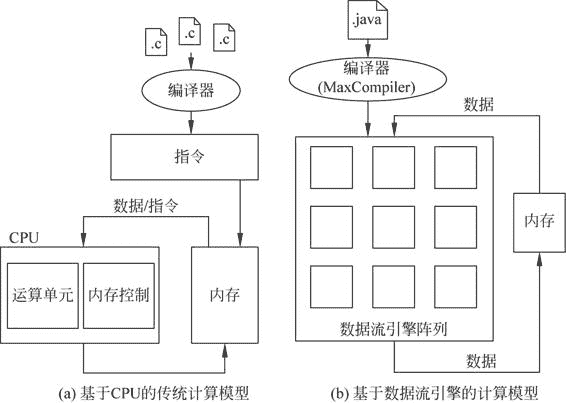 .c
.c
.c
编译器
指令
数据/指令
CPU
运算单元
内存控制
内存
(a) 基于CPU的传统计算模型
.java
编译器
(MaxCompiler)
数据
内存
数据流引擎阵列
数据
(b) 基于数据流引擎的计算模型